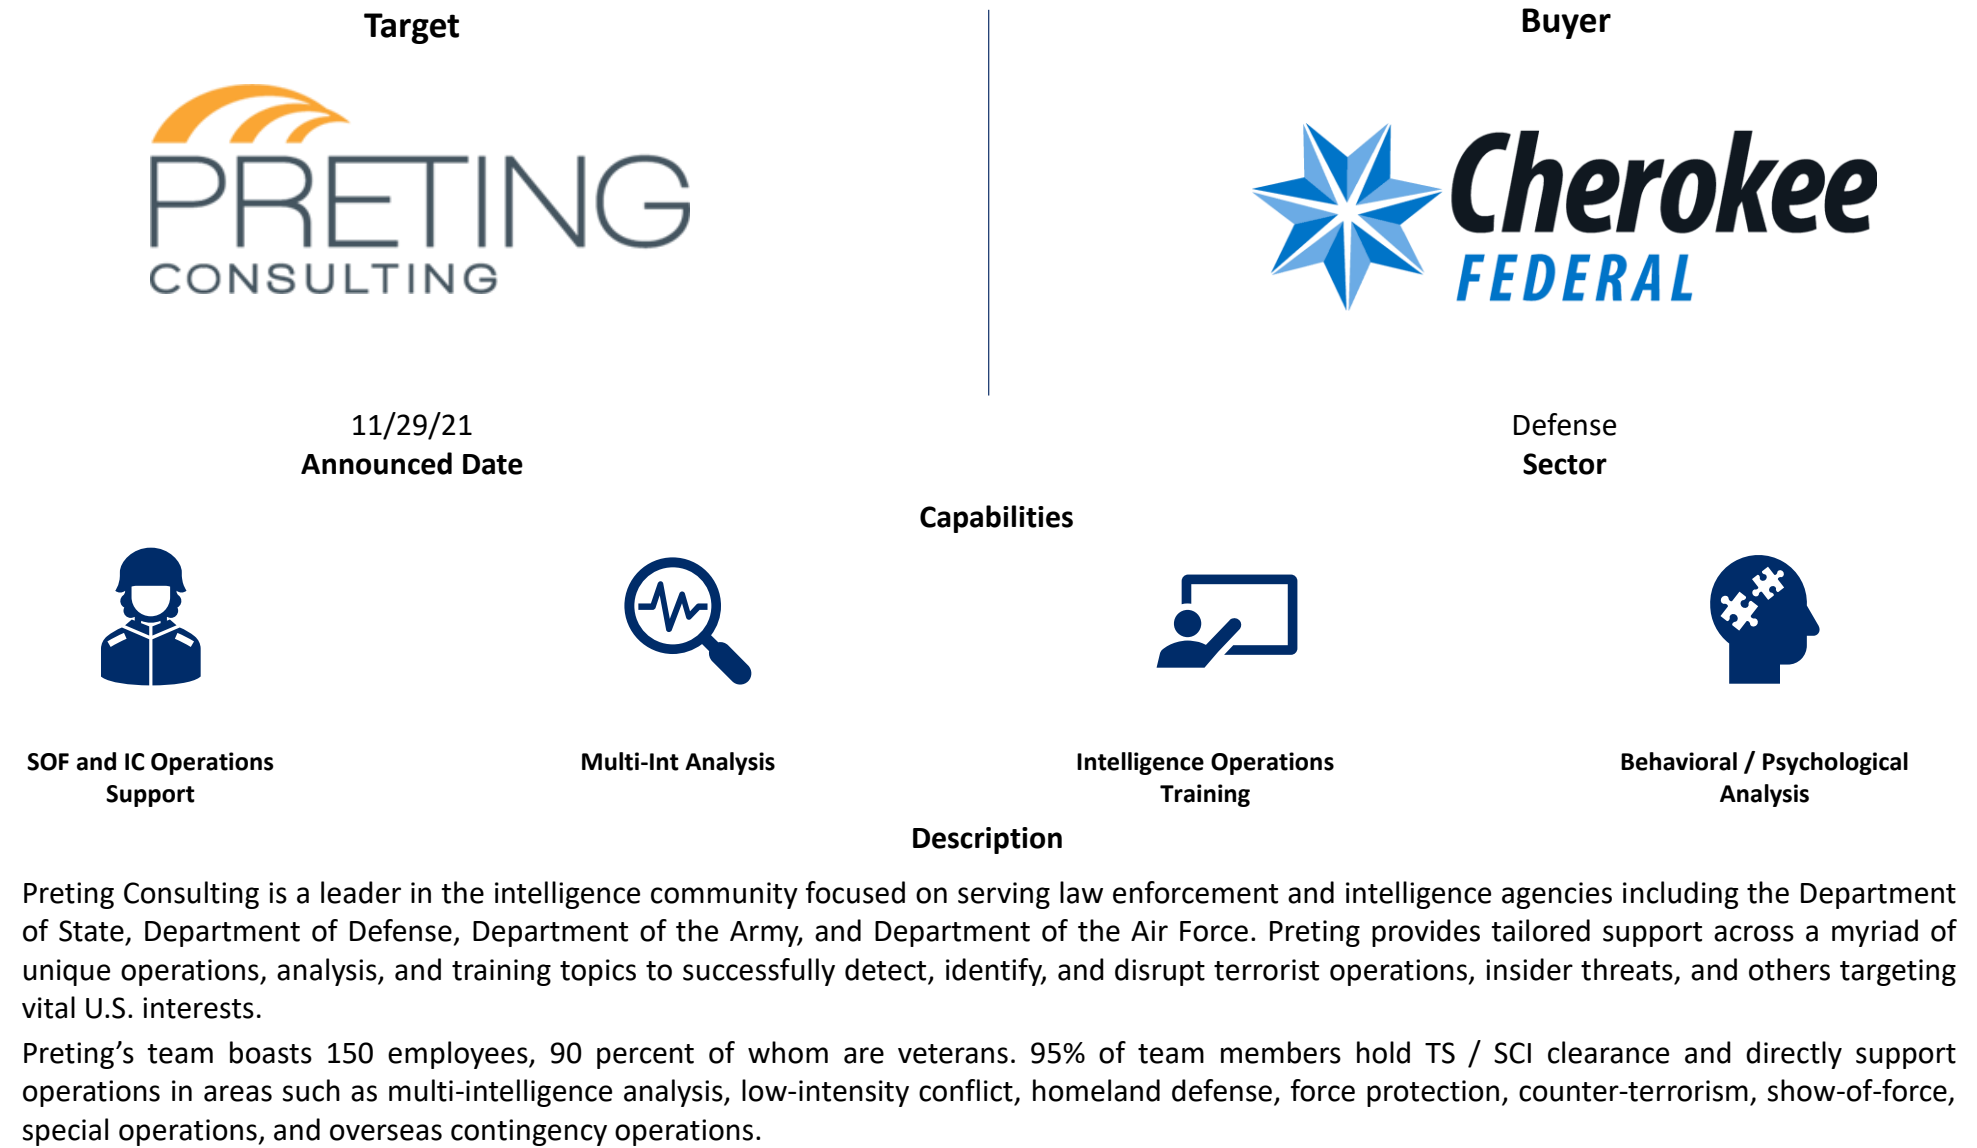 Target
Buyer
PRETING
CONSULTING
Cherokee
FEDERAL
11/29/21
Announced Date
Defense
Sector
Capabilities
SOF and IC Operations
Support
Multi-Int Analysis
Intelligence Operations
Training
Behavioral / Psychological
Analysis
Description
Preting Consulting is a leader in the intelligence community focused on serving law enforcement and intelligence agencies including the Department
of State, Department of Defense, Department of the Army, and Department of the Air Force. Preting provides tailored support across a myriad of
unique operations, analysis, and training topics to successfully detect, identify, and disrupt terrorist operations, insider threats, and others targeting
vital U.S. interests.
Preting’s team boasts 150 employees, 90 percent of whom are veterans. 95% of team members hold TS / SCI clearance and directly support
operations in areas such as multi-intelligence analysis, low-intensity conflict, homeland defense, force protection, counter-terrorism, show-of-force,
special operations, and overseas contingency operations.